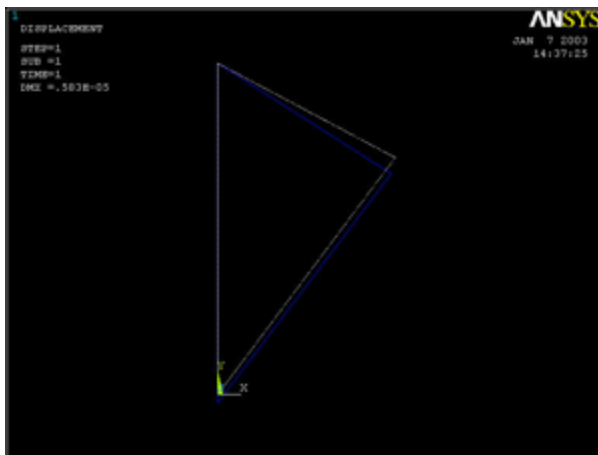 1
DISPLACEMENT
STEP=1
SUB =1
TIME=1
DMX =.583E-05
ANSYS
JAN 7 2003
14:37:25
Y
X